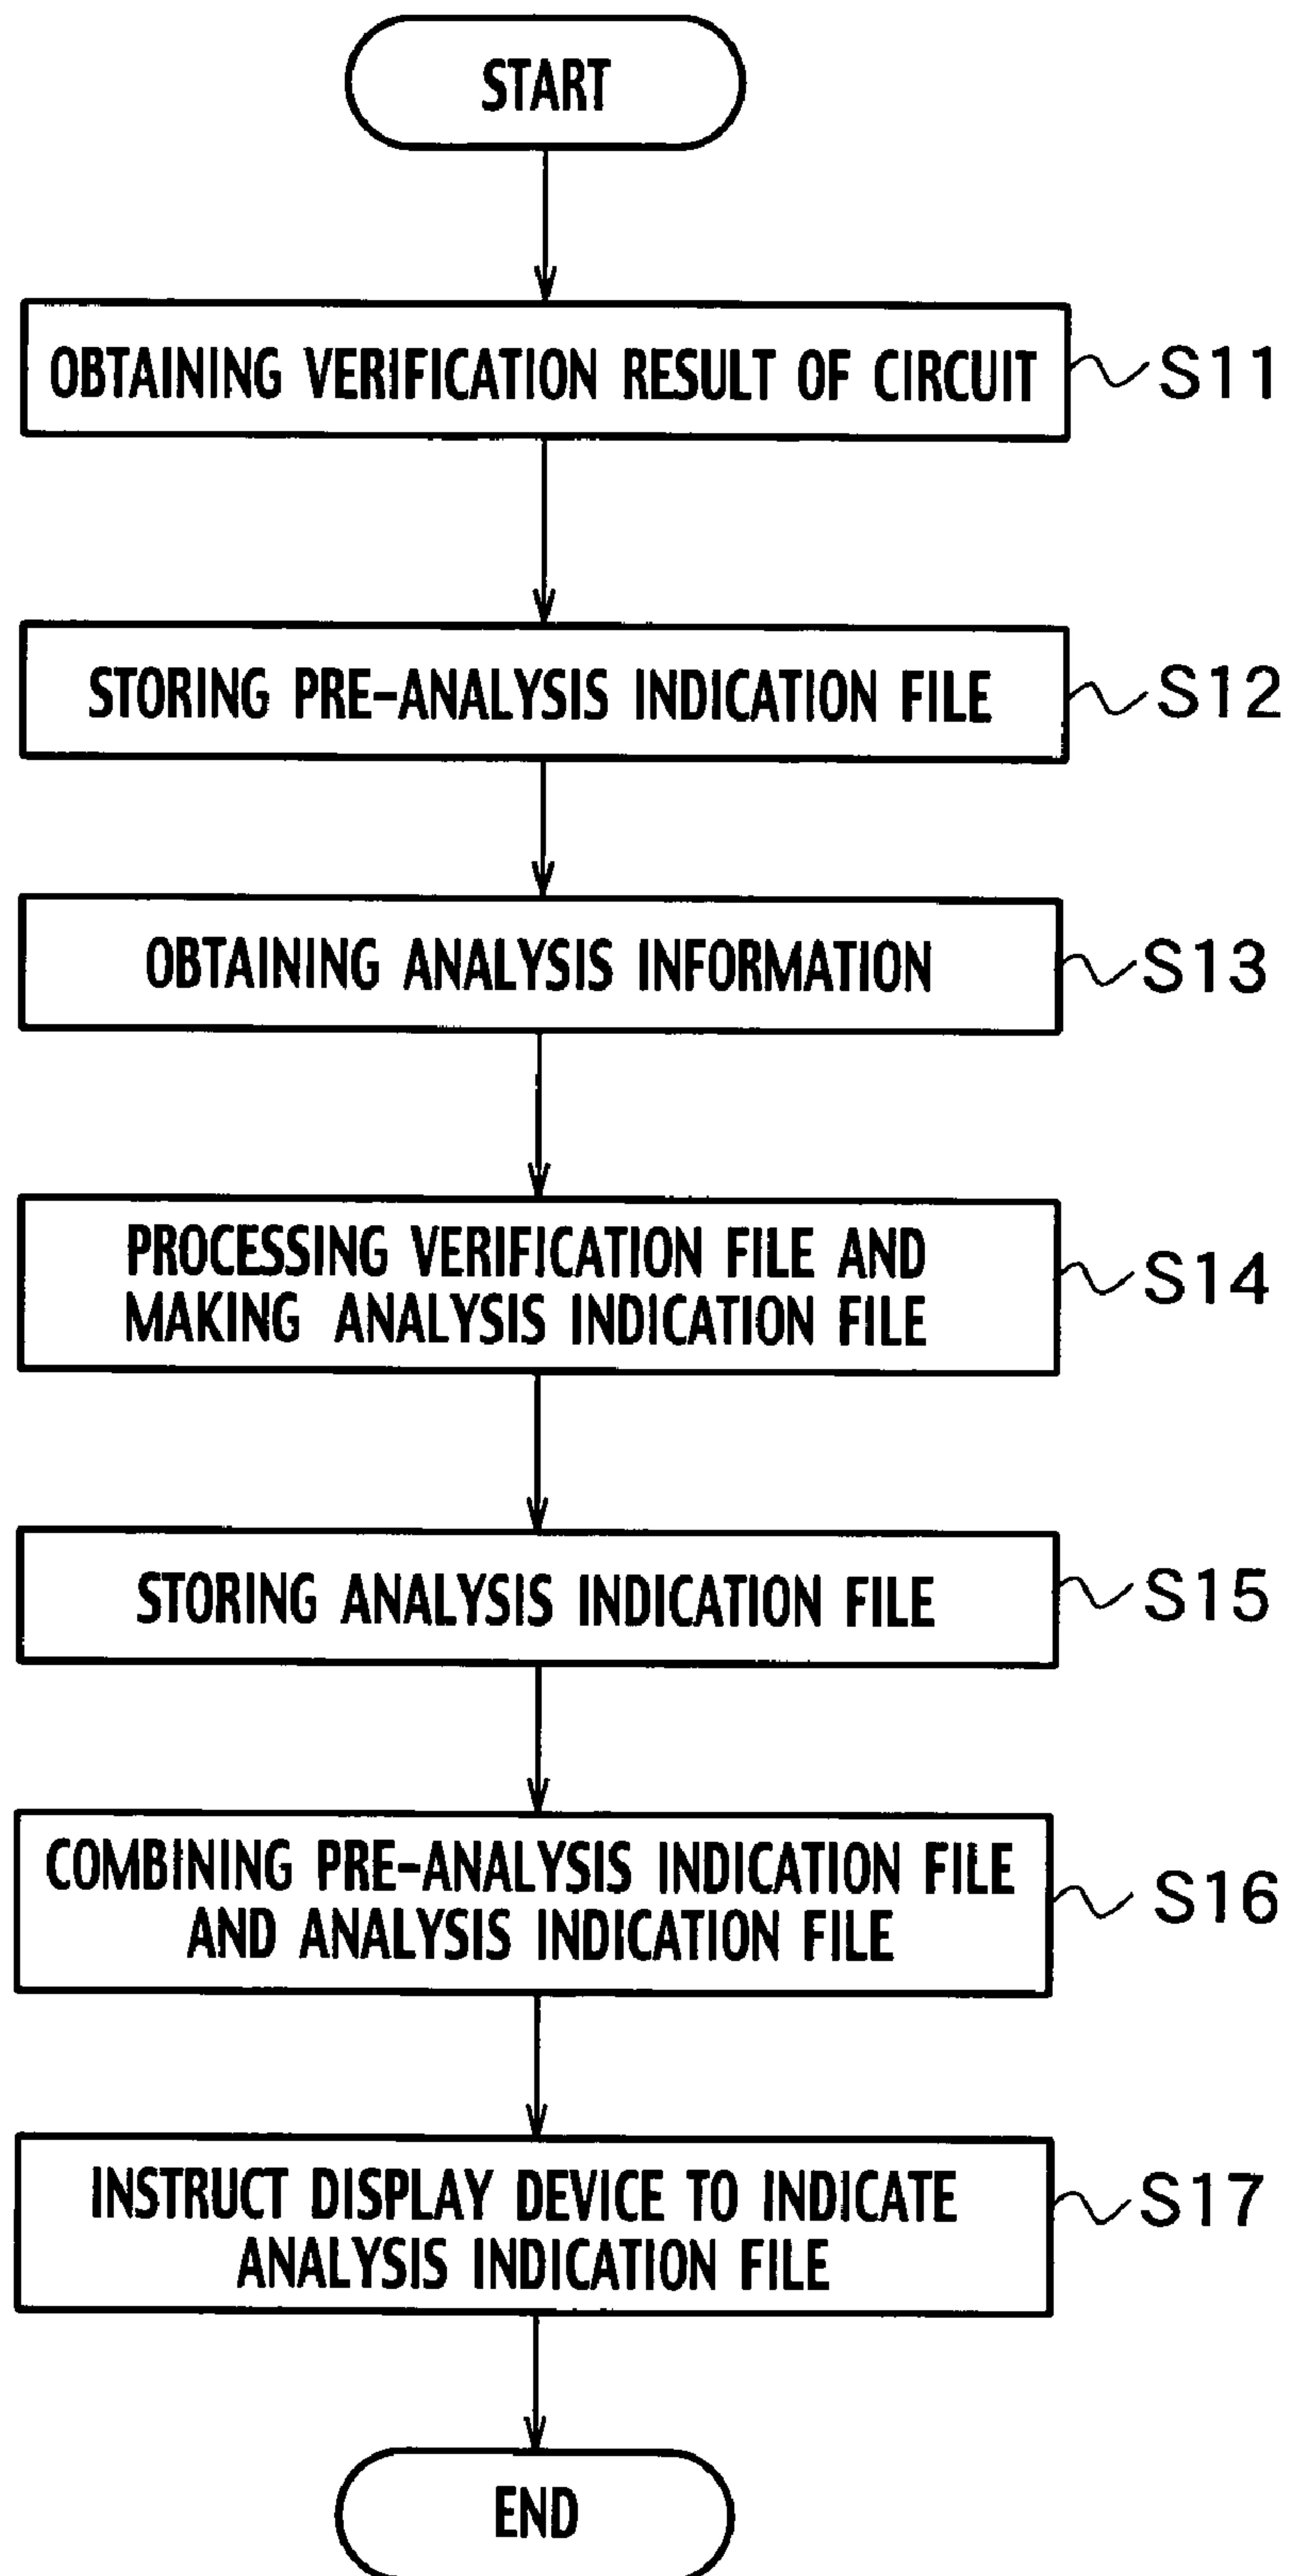 START
OBTAINING VERIFICATION RESULT OF CIRCUIT
S11
STORING PRE-ANALYSIS INDICATION FILE
S12
OBTAINING ANALYSIS INFORMATION
S13
PROCESSING VERIFICATION FILE AND
MAKING ANALYSIS INDICATION FILE
S14
STORING ANALYSIS INDICATION FILE
S15
COMBINING PRE-ANALYSIS INDICATION FILE
AND ANALYSIS INDICATION FILE
S16
INSTRUCT DISPLAY DEVICE TO INDICATE
ANALYSIS INDICATION FILE
S17
END